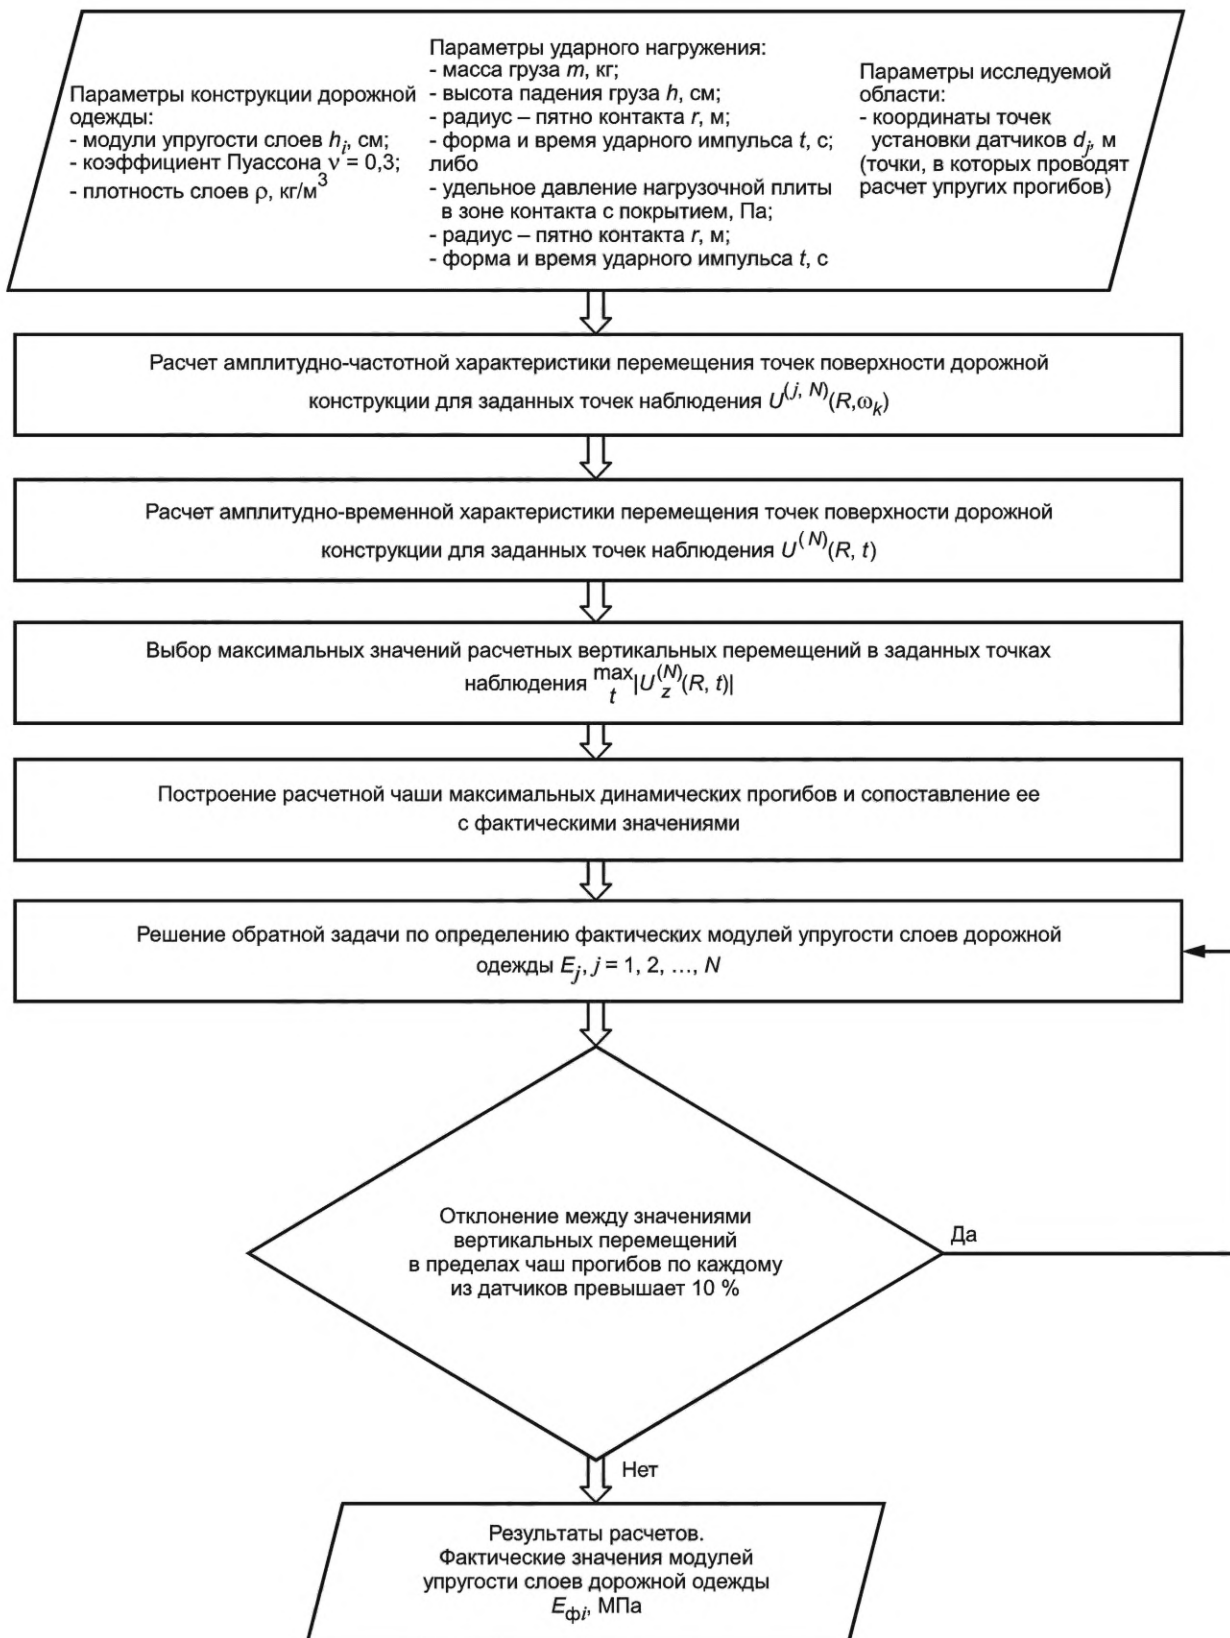 Параметры конструкции дорожной
одежды:
- модули упругости слоев hᵢ, см;
- коэффициент Пуассона ν = 0,3;
- плотность слоев ρ, кг/м³
Параметры ударного нагружения:
- масса груза m, кг;
- высота падения груза h, см;
- радиус – пятно контакта r, м;
- форма и время ударного импульса t, с;
либо
- удельное давление нагрузочной плиты
в зоне контакта с покрытием, Па;
- радиус – пятно контакта r, м;
- форма и время ударного импульса t, с
Параметры исследуемой
области:
- координаты точек
установки датчиков dⱼ, м
(точки, в которых проводят
расчет упругих прогибов)
Расчет амплитудно-частотной характеристики перемещения точек поверхности дорожной
конструкции для заданных точек наблюдения U^(j, N)(R,ω_k)
Расчет амплитудно-временной характеристики перемещения точек поверхности дорожной
конструкции для заданных точек наблюдения U^(N)(R, t)
Выбор максимальных значений расчетных вертикальных перемещений в заданных точках
наблюдения max_t |U_z^(N)(R, t)|
Построение расчетной чаши максимальных динамических прогибов и сопоставление ее
с фактическими значениями
Решение обратной задачи по определению фактических модулей упругости слоев дорожной
одежды Eⱼ, j = 1, 2, ..., N
Отклонение между значениями
вертикальных перемещений
в пределах чаш прогибов по каждому
из датчиков превышает 10 %
Да
Нет
Результаты расчетов.
Фактические значения модулей
упругости слоев дорожной одежды
E_фi, МПа